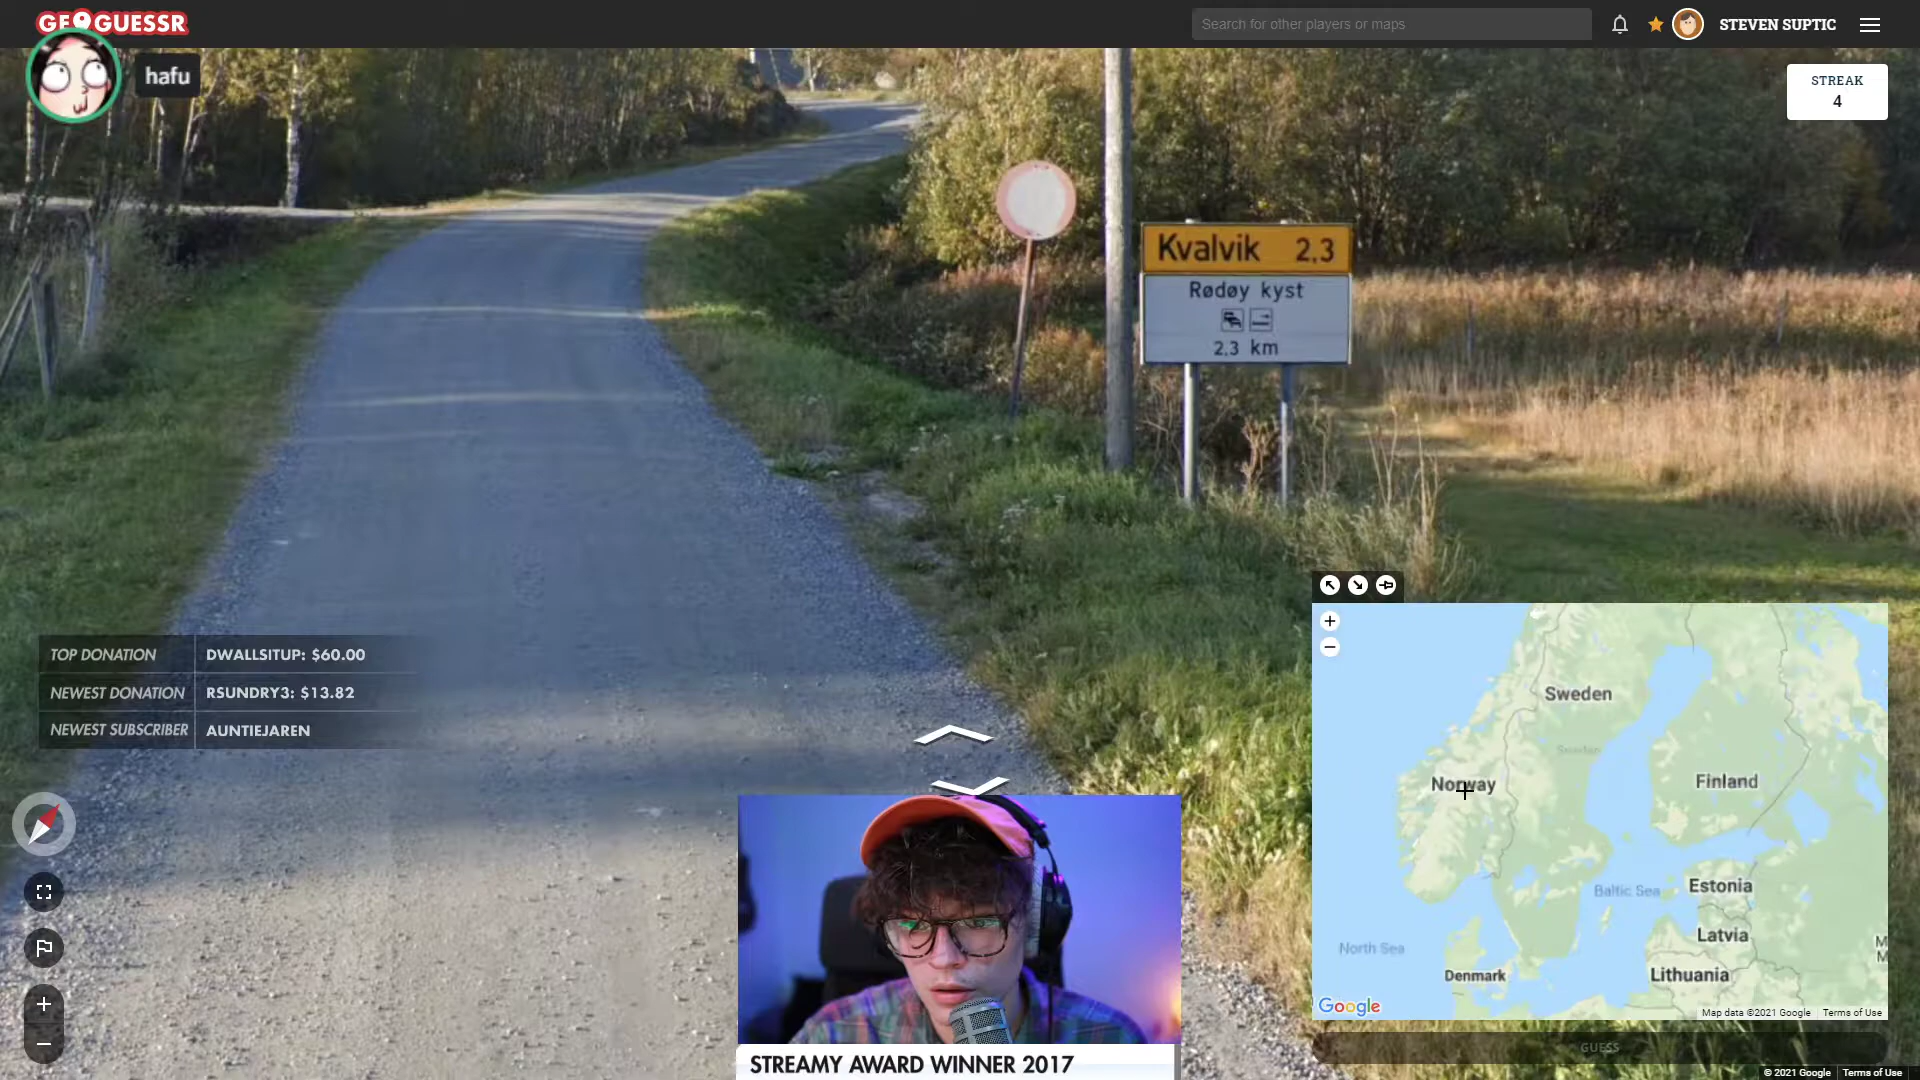 GEOGUESSR
Search for other players or maps
STEVEN SUPTIC
hafu
STREAK
4
Kvalvik 2,3
Rødøy kyst
2,3 km
TOP DONATION DWALLSITUP: $60.00
NEWEST DONATION RSUNDRY3: $13.82
NEWEST SUBSCRIBER AUNTIEJAREN
Sweden
Sweden
Norway
Finland
Estonia
Baltic Sea
Latvia
North Sea
Denmark
Lithuania
M
M
Google
Map data ©2021 Google Terms of Use
GUESS
STREAMY AWARD WINNER 2017
© 2021 Google Terms of Use